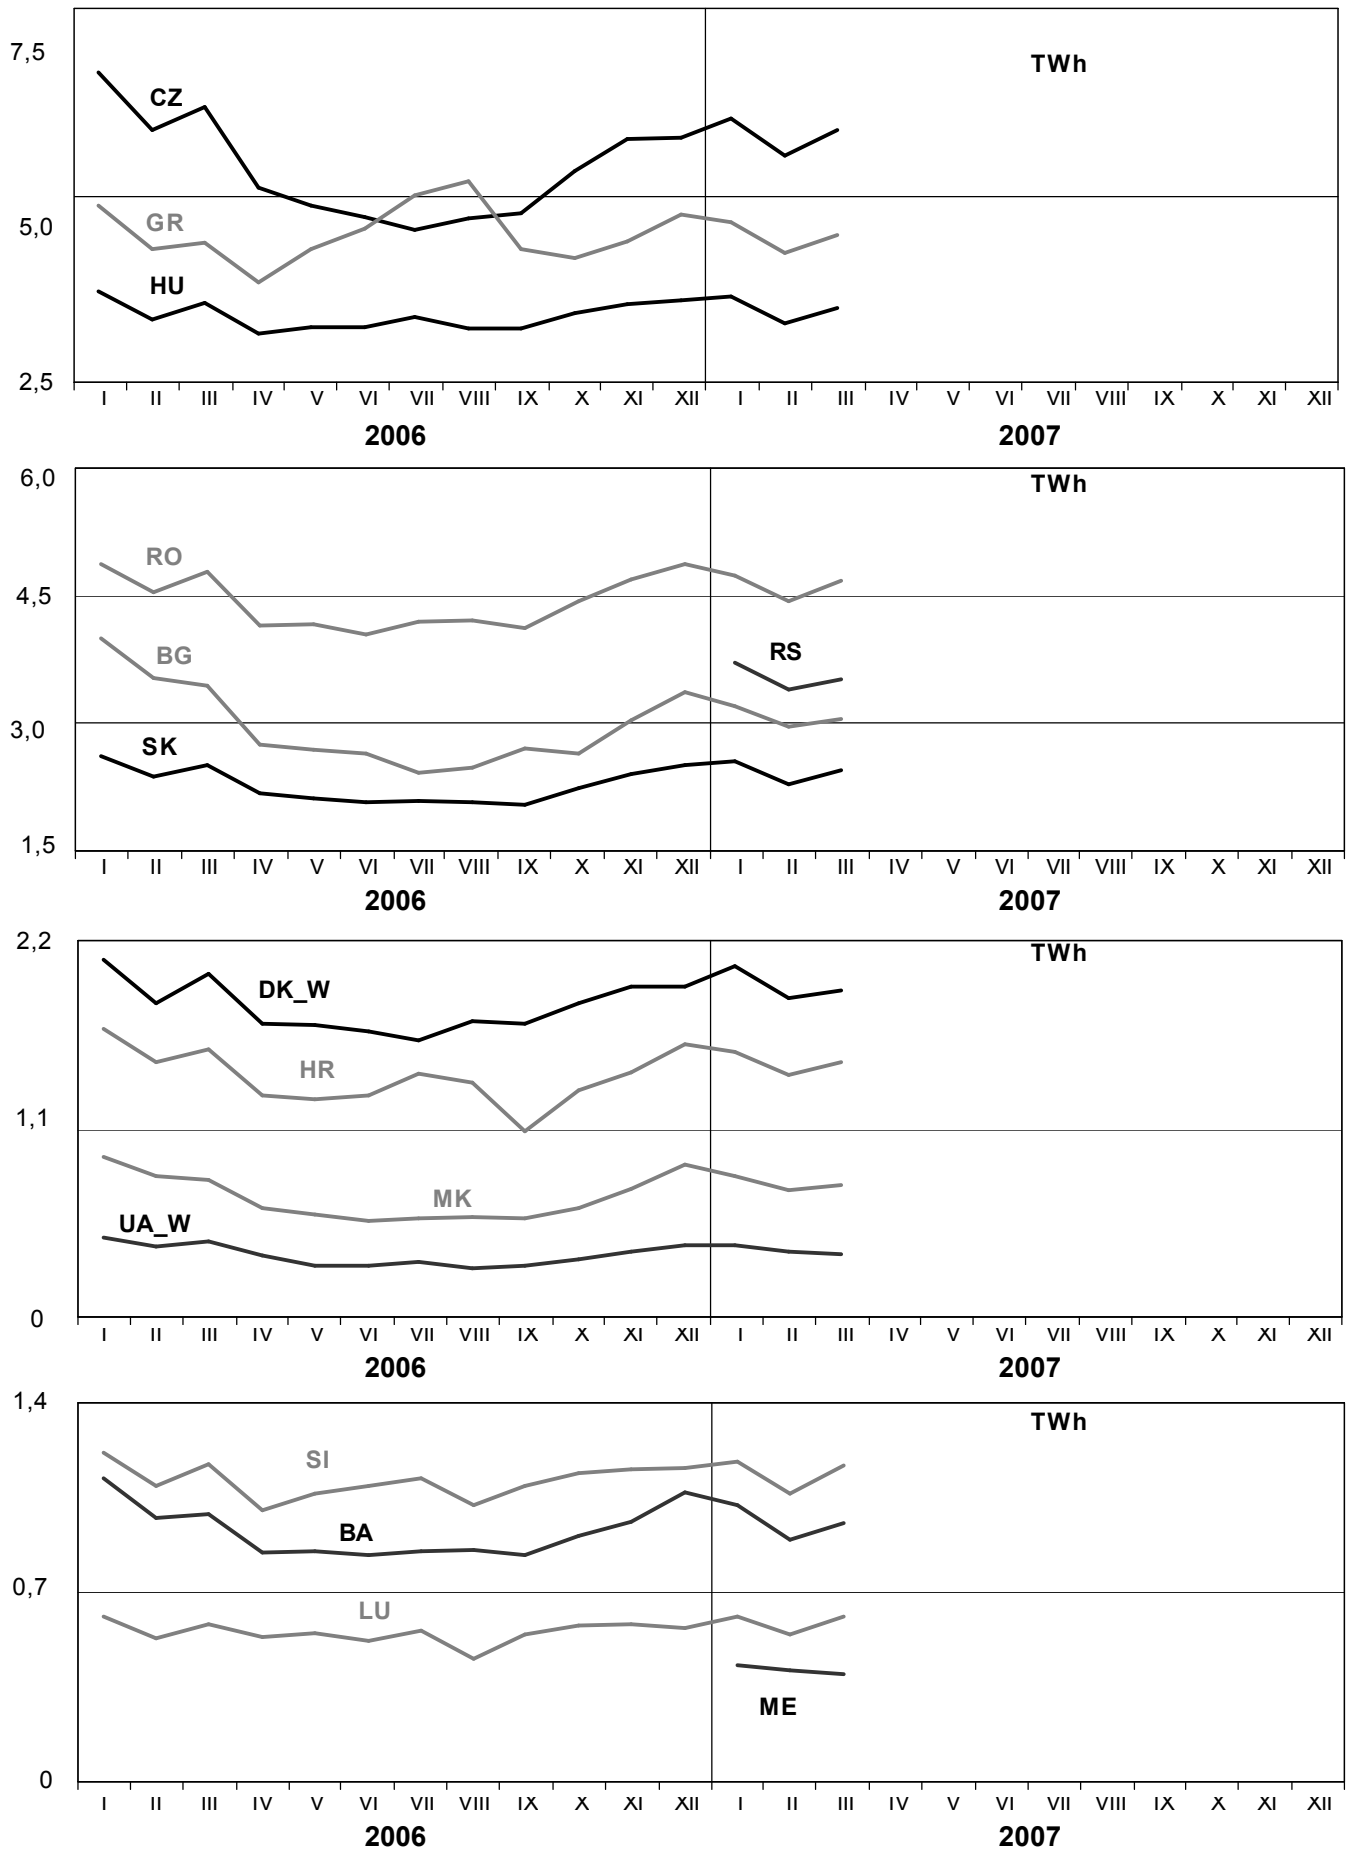 7,5
TWh
CZ
GR
5,0
HU
2,5
I II III IV V VI VII VIII IX X XI XII I II III IV V VI VII VIII IX X XI XII
2006 2007
6,0
TWh
RO
4,5
BG
RS
3,0
SK
1,5
I II III IV V VI VII VIII IX X XI XII I II III IV V VI VII VIII IX X XI XII
2006 2007
2,2
TWh
DK_W
HR
1,1
MK
UA_W
0
I II III IV V VI VII VIII IX X XI XII I II III IV V VI VII VIII IX X XI XII
2006 2007
1,4
TWh
SI
BA
0,7
LU
ME
0
I II III IV V VI VII VIII IX X XI XII I II III IV V VI VII VIII IX X XI XII
2006 2007